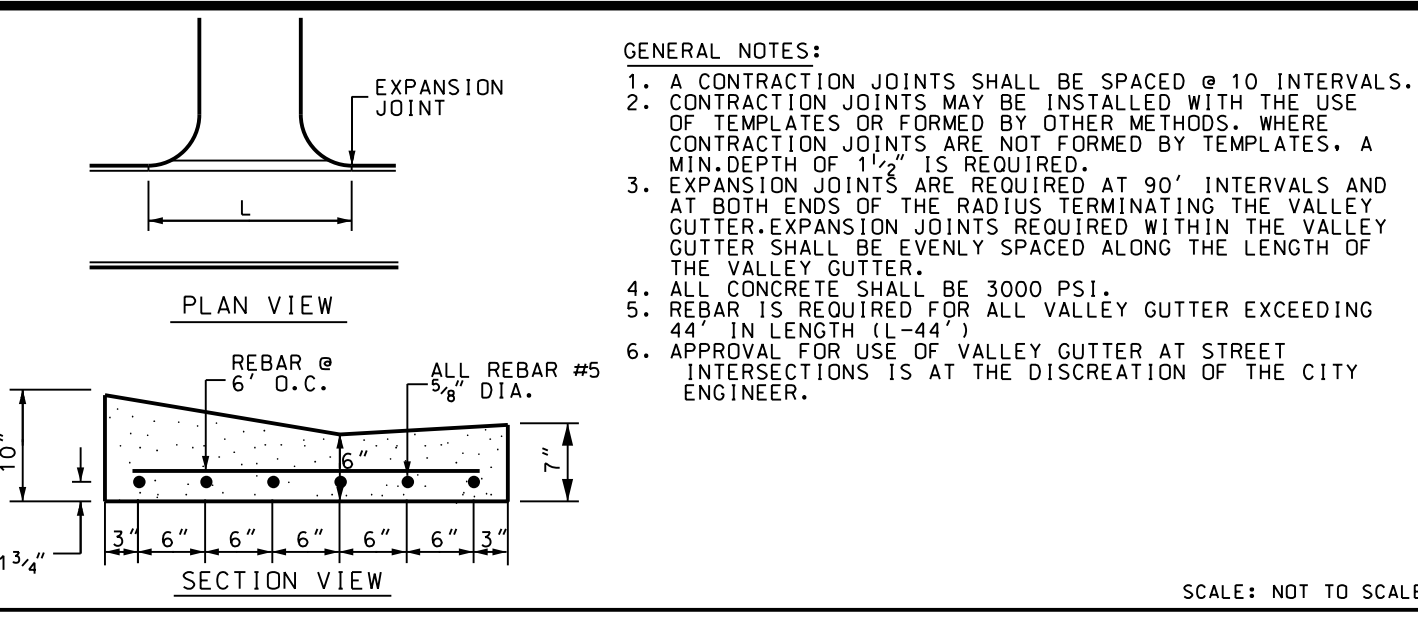 EXPANSION
JOINT
L
PLAN VIEW
REBAR @
6' O.C.
ALL REBAR #5
5/8" DIA.
10"
6"
7"
3" 6" 6" 6" 6" 6" 3"
1 3/4"
SECTION VIEW
GENERAL NOTES:
1. A CONTRACTION JOINTS SHALL BE SPACED @ 10 INTERVALS.
2. CONTRACTION JOINTS MAY BE INSTALLED WITH THE USE
OF TEMPLATES OR FORMED BY OTHER METHODS. WHERE
CONTRACTION JOINTS ARE NOT FORMED BY TEMPLATES, A
MIN.DEPTH OF 1 1/2" IS REQUIRED.
3. EXPANSION JOINTS ARE REQUIRED AT 90' INTERVALS AND
AT BOTH ENDS OF THE RADIUS TERMINATING THE VALLEY
GUTTER.EXPANSION JOINTS REQUIRED WITHIN THE VALLEY
GUTTER SHALL BE EVENLY SPACED ALONG THE LENGTH OF
THE VALLEY GUTTER.
4. ALL CONCRETE SHALL BE 3000 PSI.
5. REBAR IS REQUIRED FOR ALL VALLEY GUTTER EXCEEDING
44' IN LENGTH (L-44')
6. APPROVAL FOR USE OF VALLEY GUTTER AT STREET
INTERSECTIONS IS AT THE DISCREATION OF THE CITY
ENGINEER.
SCALE: NOT TO SCALE